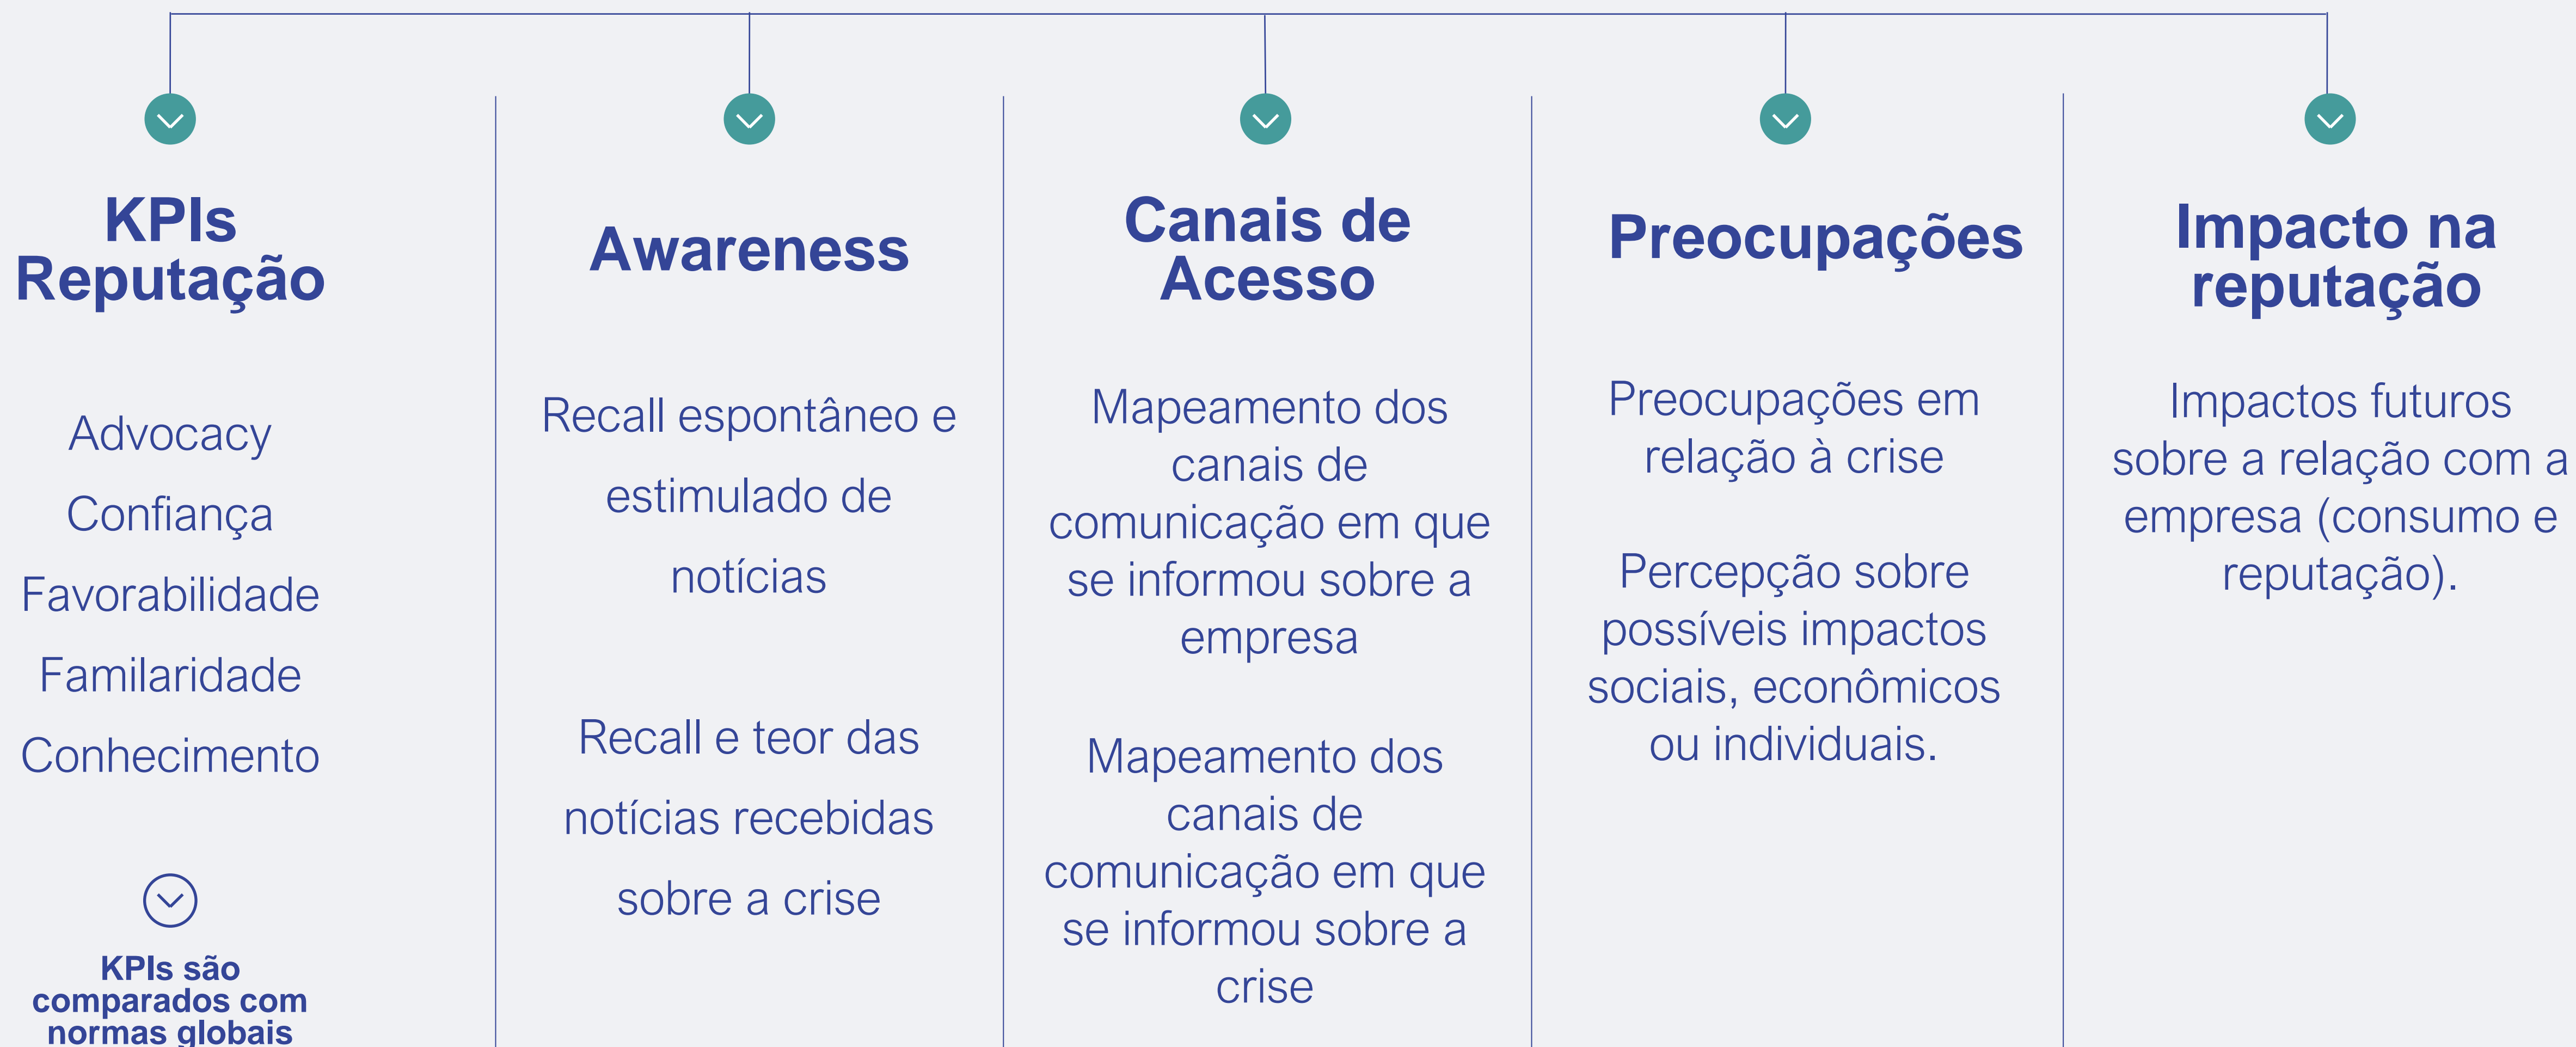 KPIs
Reputação
Advocacy
Confiança
Favorabilidade
Familaridade
Conhecimento
KPIs são
comparados com
normas globais
Awareness
Recall espontâneo e
estimulado de
notícias
Recall e teor das
notícias recebidas
sobre a crise
Canais de
Acesso
Mapeamento dos
canais de
comunicação em que
se informou sobre a
empresa
Mapeamento dos
canais de
comunicação em que
se informou sobre a
crise
Preocupações
Preocupações em
relação à crise
Percepção sobre
possíveis impactos
sociais, econômicos
ou individuais.
Impacto na
reputação
Impactos futuros
sobre a relação com a
empresa (consumo e
reputação).